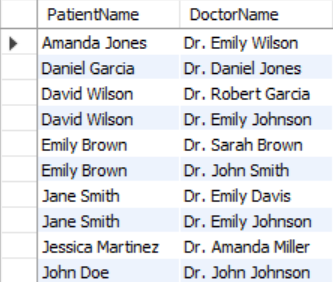 PatientName DoctorName
Amanda Jones Dr. Emily Wilson
Daniel Garcia Dr. Daniel Jones
David Wilson Dr. Robert Garcia
David Wilson Dr. Emily Johnson
Emily Brown Dr. Sarah Brown
Emily Brown Dr. John Smith
Jane Smith Dr. Emily Davis
Jane Smith Dr. Emily Johnson
Jessica Martinez Dr. Amanda Miller
John Doe Dr. John Johnson